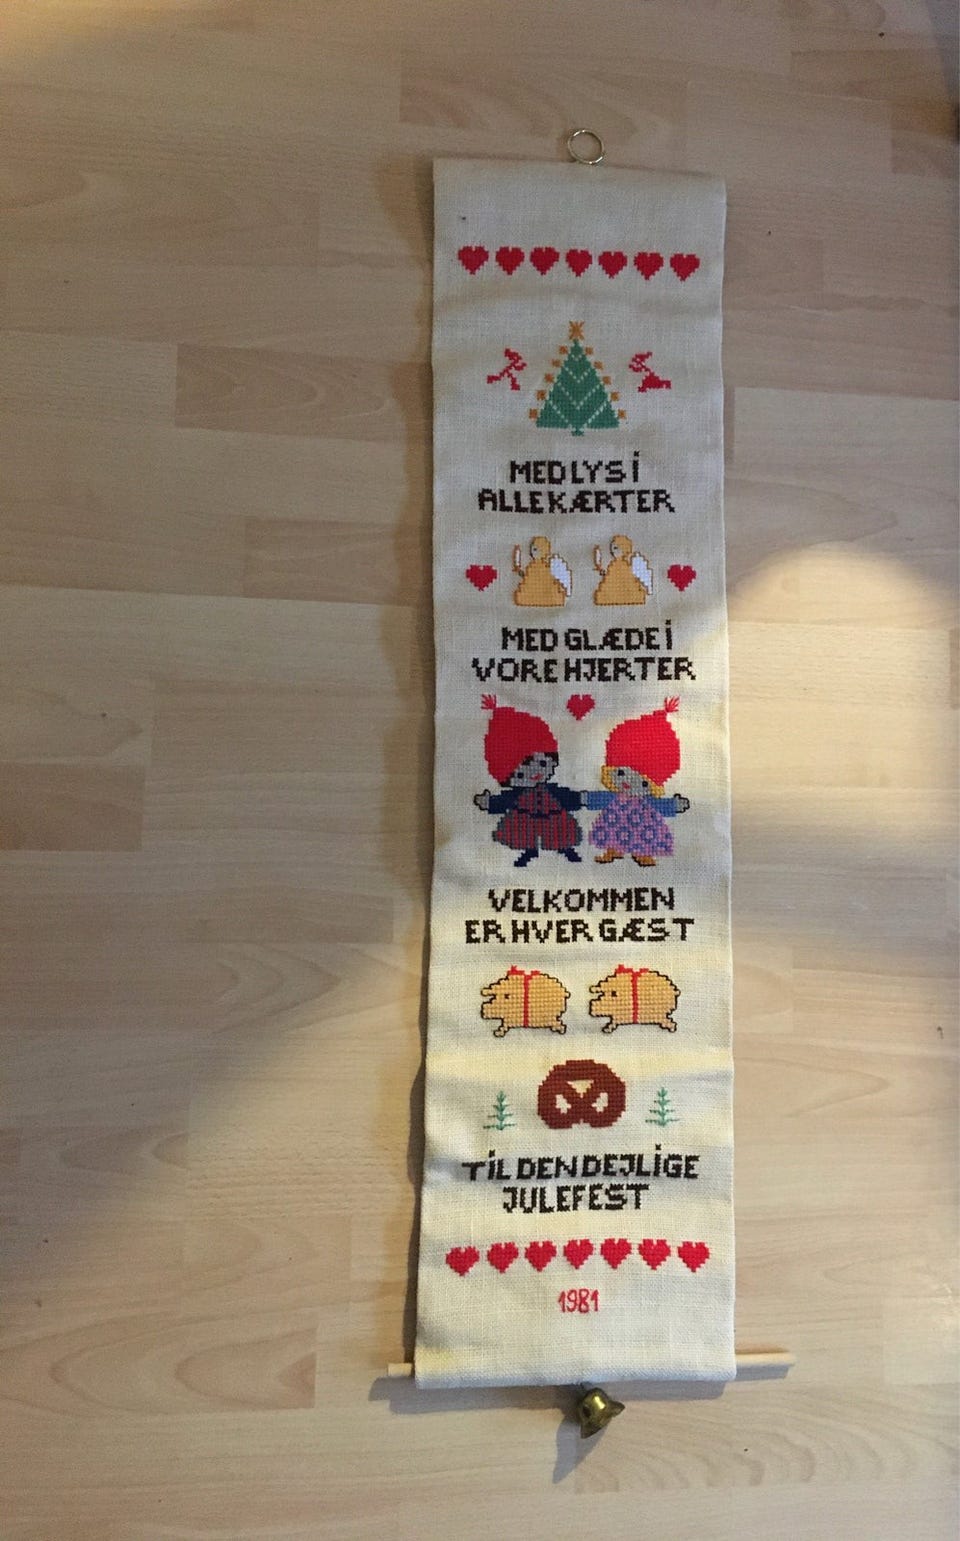 MED LYS i
ALLE KÆRTER
MED GLÆDE i
VORE HJERTER
VELKOMMEN
ER HVER GÆST
TiL DEN DEJLiGE
JULEFEST
1981